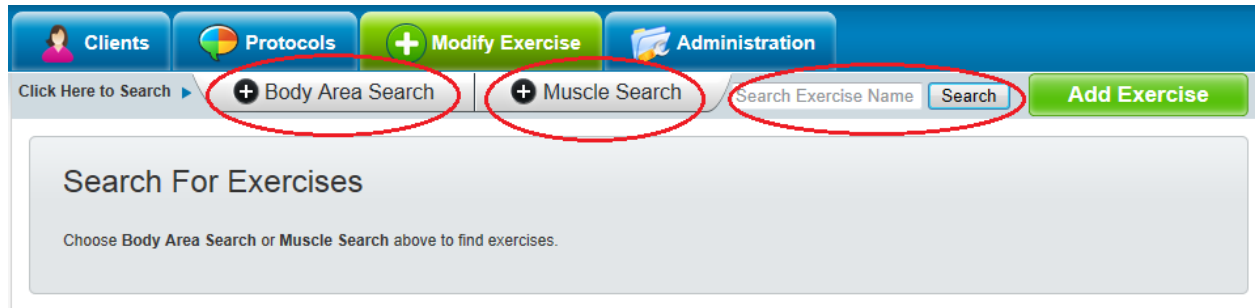 Clients Protocols Modify Exercise Administration
Click Here to Search Body Area Search Muscle Search Search Exercise Name Search Add Exercise
Search For Exercises
Choose Body Area Search or Muscle Search above to find exercises.